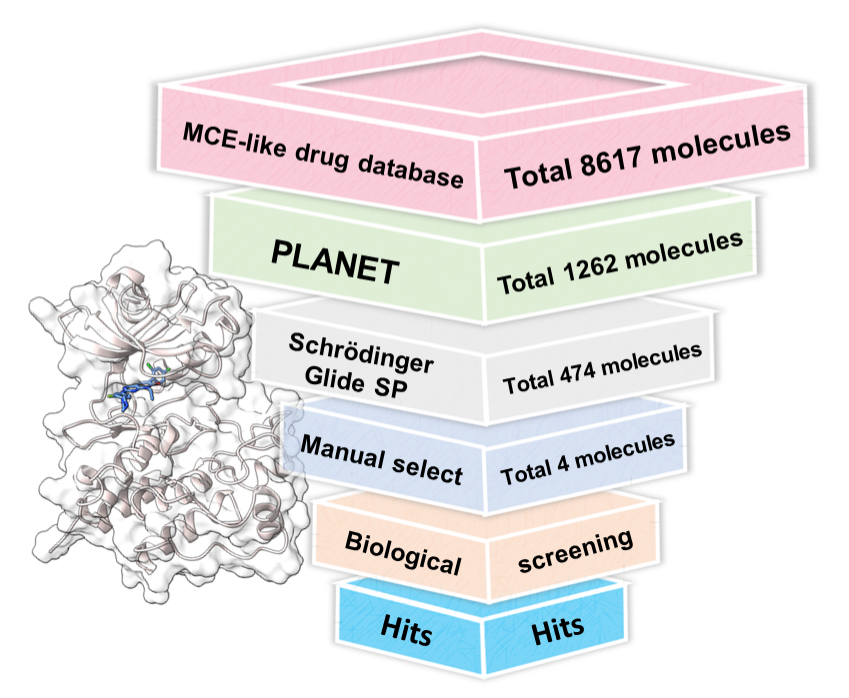 MCE-like drug database
Total 8617 molecules
PLANET
Total 1262 molecules
Schrödinger
Glide SP
Total 474 molecules
Manual select
Total 4 molecules
Biological
screening
Hits
Hits